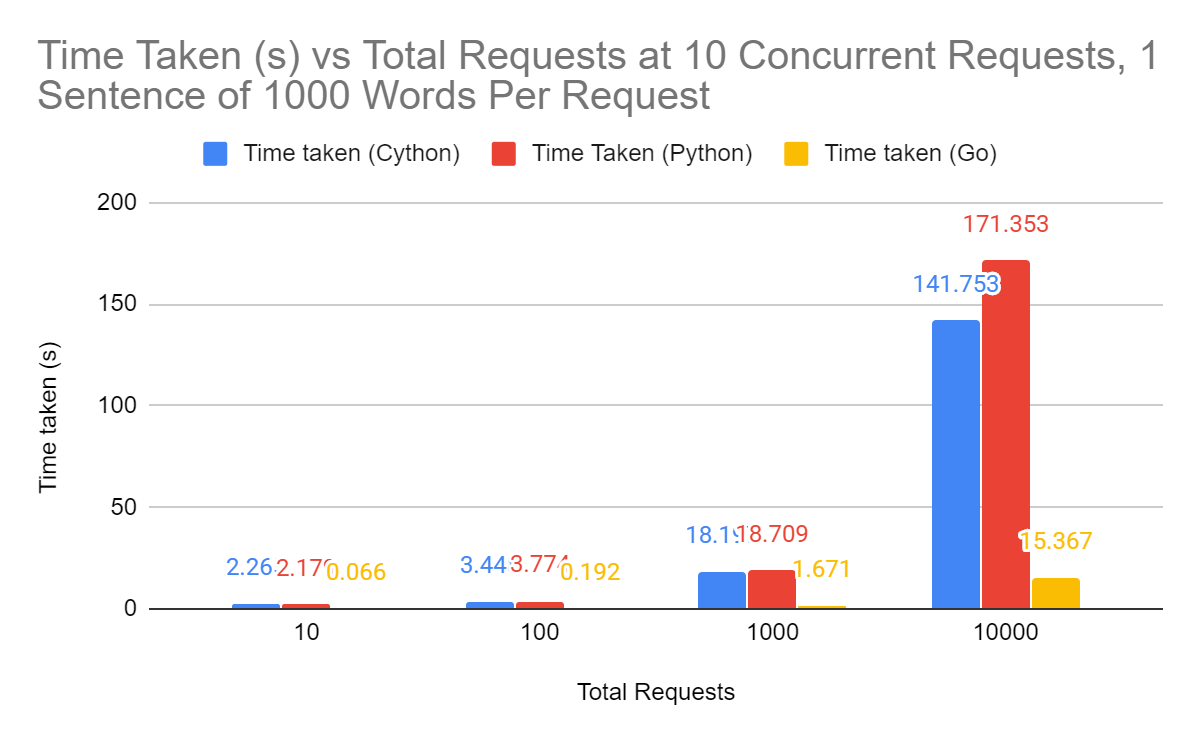 Time Taken (s) vs Total Requests at 10 Concurrent Requests, 1
Sentence of 1000 Words Per Request
Time taken (Cython)
Time Taken (Python)
Time taken (Go)
200
150
100
50
0
Time taken (s)
171.353
141.753
15.367
18.709
1.671
3.774
0.192
0.066
10
100
1000
10000
Total Requests